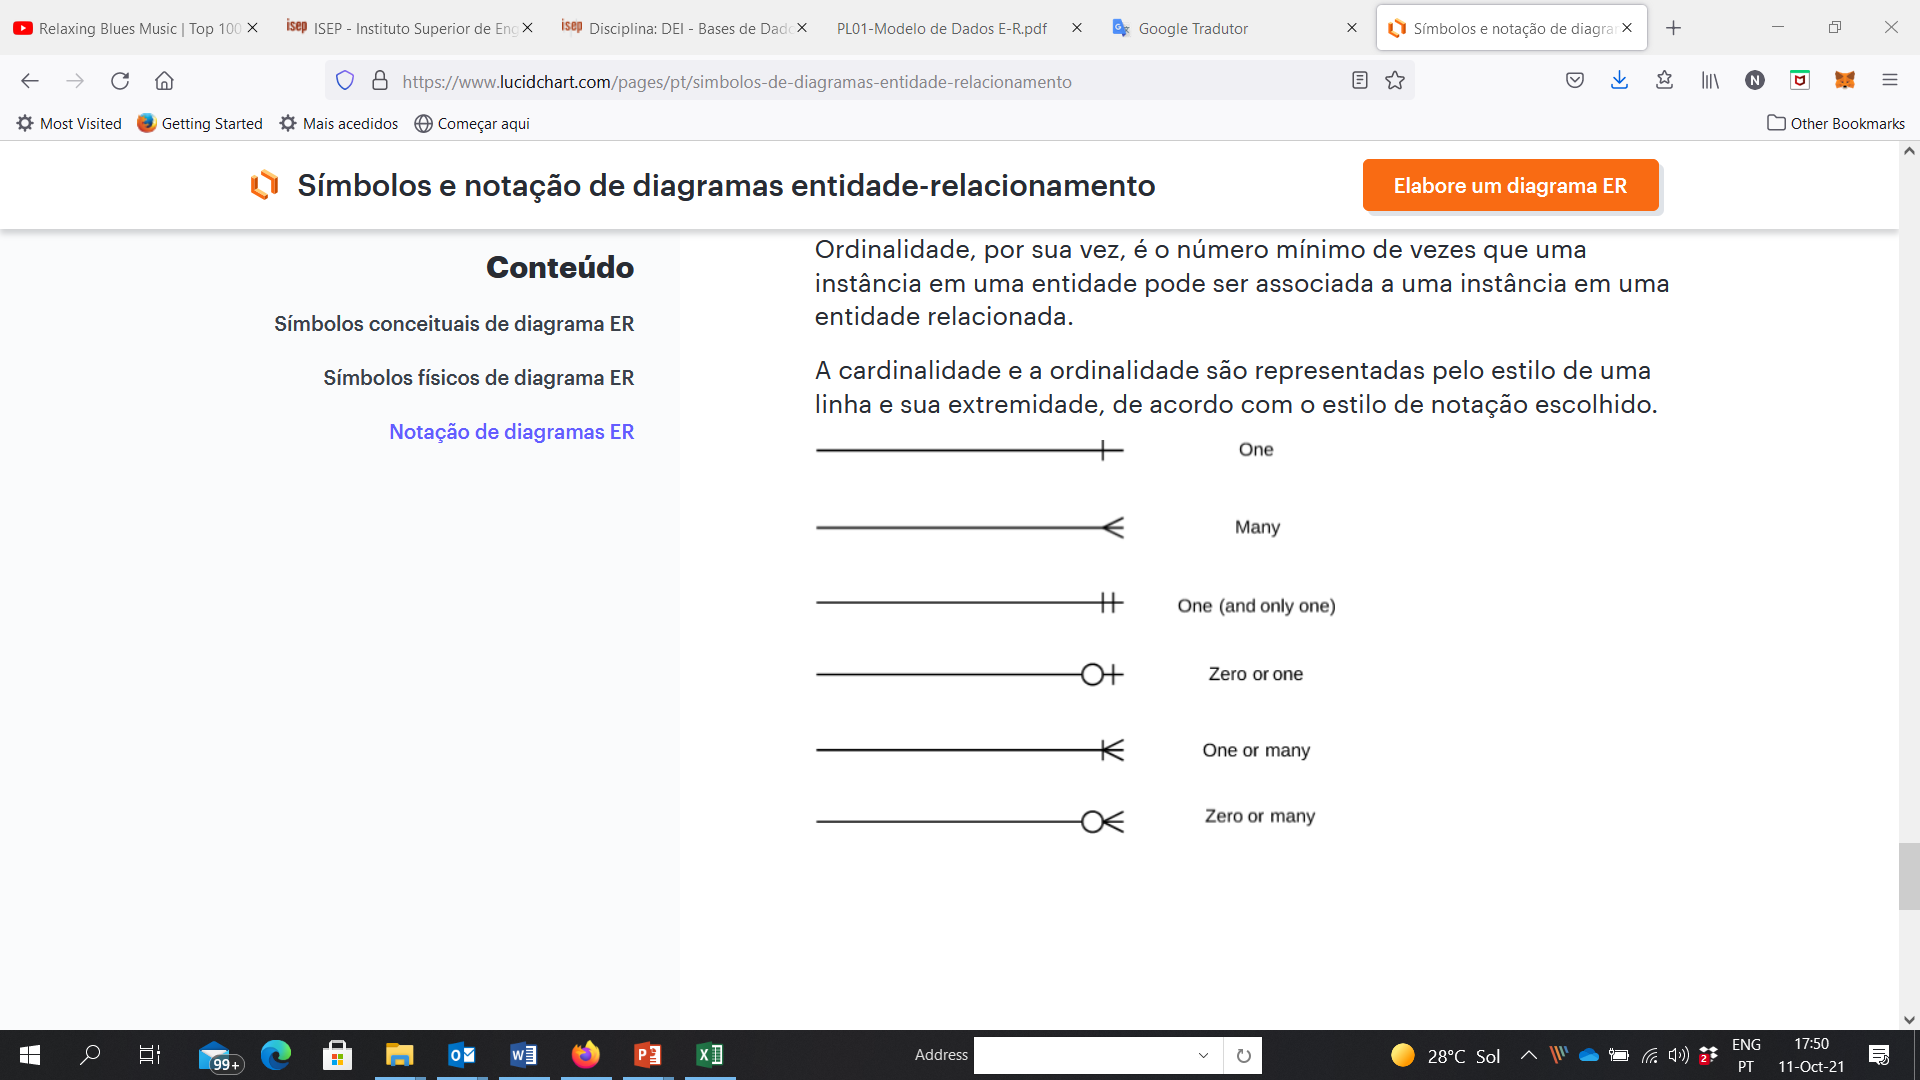 Relaxing Blues Music | Top 100
isep ISEP - Instituto Superior de Eng
isep Disciplina: DEI - Bases de Dado
PL01-Modelo de Dados E-R.pdf
Google Tradutor
Símbolos e notação de diagra
https://www.lucidchart.com/pages/pt/simbolos-de-diagramas-entidade-relacionamento
N
Most Visited
Getting Started
Mais acedidos
Começar aqui
Other Bookmarks
Símbolos e notação de diagramas entidade-relacionamento
Elabore um diagrama ER
Conteúdo
Símbolos conceituais de diagrama ER
Símbolos físicos de diagrama ER
Notação de diagramas ER
Ordinalidade, por sua vez, é o número mínimo de vezes que uma
instância em uma entidade pode ser associada a uma instância em uma
entidade relacionada.
A cardinalidade e a ordinalidade são representadas pelo estilo de uma
linha e sua extremidade, de acordo com o estilo de notação escolhido.
One
Many
One (and only one)
Zero or one
One or many
Zero or many
99+
Address
28°C Sol
2
ENG
PT
17:50
11-Oct-21